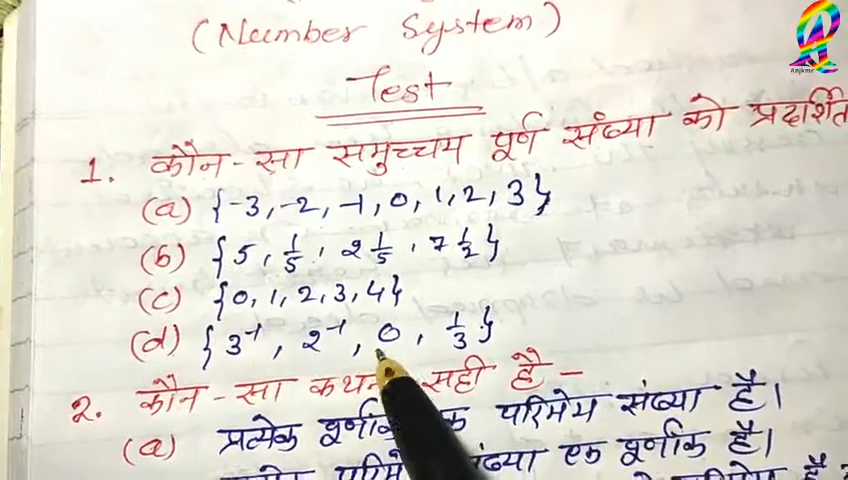 (Number System)
Test
1. कौन-सा समुच्चय पूर्ण संख्या को प्रदर्शित
(a) {-3, -2, -1, 0, 1, 2, 3}
(b) {5, 1/5, 2 1/5, 7 1/2}
(c) {0, 1, 2, 3, 4}
(d) {3⁻¹, 2⁻¹, 0, 1/3}
2. कौन-सा कथन सही है -
(a) प्रत्येक परिमेय संख्या है।
संख्या एक पूर्णांक है।